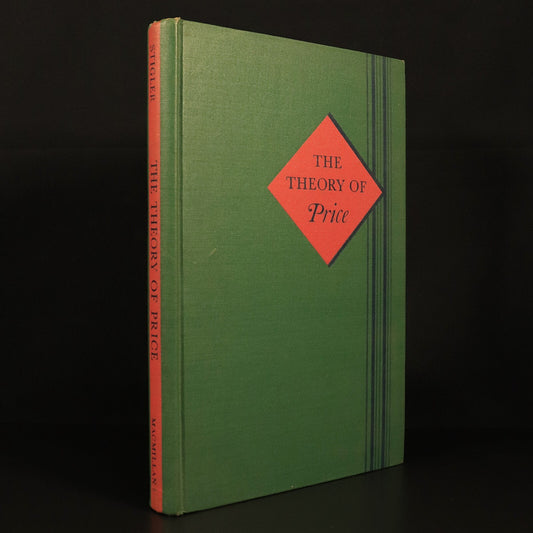 STIGLER THE THEORY OF PRICE MACMILLAN
THE
THEORY OF
Price